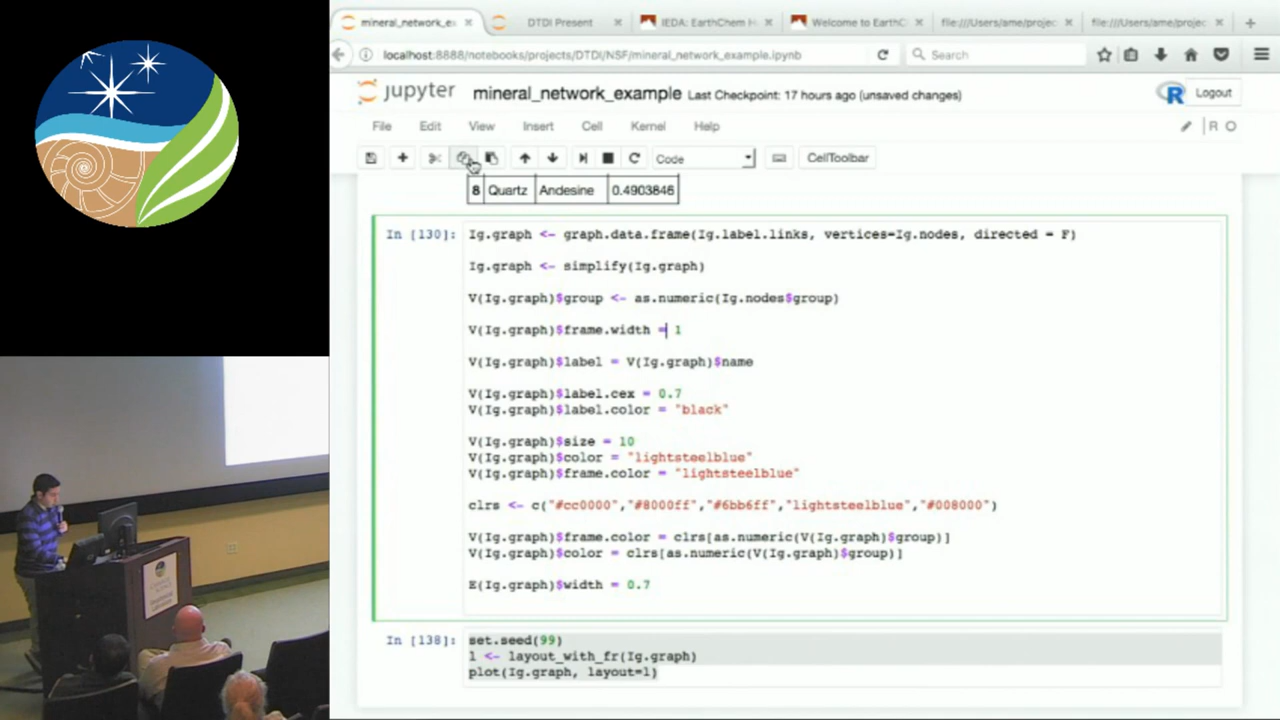 mineral_network_ex
DTDI Present
IEDA: EarthChem H
Welcome to EarthC
file:///Users/ame/projec
file:///Users/ame/projec
localhost:8888/notebooks/projects/DTDI/NSF/mineral_network_example.ipynb
Search
jupyter mineral_network_example Last Checkpoint: 17 hours ago (unsaved changes)
R
Logout
File Edit View Insert Cell Kernel Help
R
Code
CellToolbar
8 Quartz Andesine 0.4903846
In [130]: Ig.graph <- graph.data.frame(Ig.label.links, vertices=Ig.nodes, directed = F)
Ig.graph <- simplify(Ig.graph)
V(Ig.graph)$group <- as.numeric(Ig.nodes$group)
V(Ig.graph)$frame.width = 1
V(Ig.graph)$label = V(Ig.graph)$name
V(Ig.graph)$label.cex = 0.7
V(Ig.graph)$label.color = "black"
V(Ig.graph)$size = 10
V(Ig.graph)$color = "lightsteelblue"
V(Ig.graph)$frame.color = "lightsteelblue"
clrs <- c("#cc0000","#8000ff","#6bb6ff","lightsteelblue","#008000")
V(Ig.graph)$frame.color = clrs[as.numeric(V(Ig.graph)$group)]
V(Ig.graph)$color = clrs[as.numeric(V(Ig.graph)$group)]
E(Ig.graph)$width = 0.7
In [138]: set.seed(99)
l <- layout_with_fr(Ig.graph)
plot(Ig.graph, layout=l)